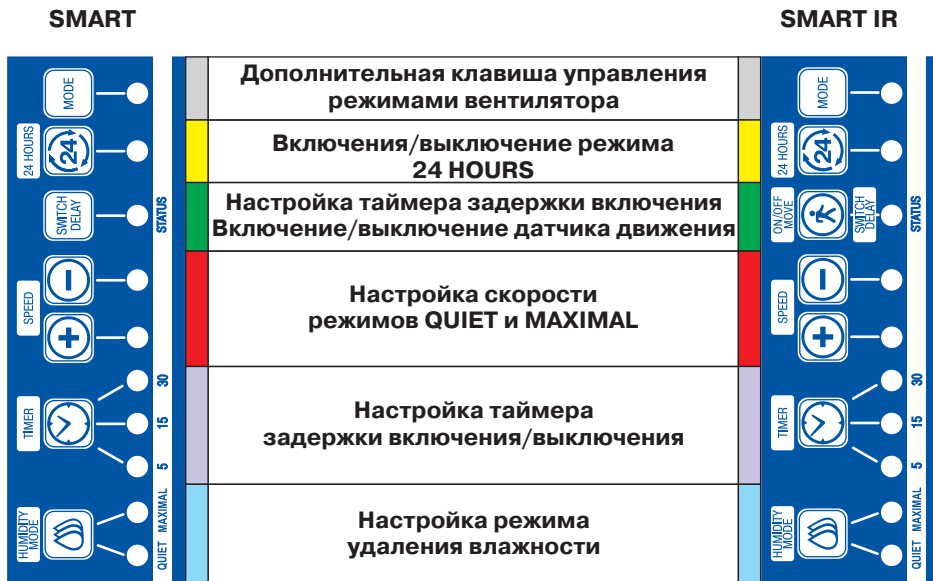 SMART
SMART IR
MODE
24 HOURS
24
SWITCH
DELAY
STATUS
SPEED
TIMER
30
15
5
HUMIDITY
MODE
MAXIMAL
QUIET
Дополнительная клавиша управления
режимами вентилятора
Включения/выключение режима
24 HOURS
Настройка таймера задержки включения
Включение/выключение датчика движения
Настройка скорости
режимов QUIET и MAXIMAL
Настройка таймера
задержки включения/выключения
Настройка режима
удаления влажности
MODE
24 HOURS
24
ON/OFF
MOVE
SWITCH
DELAY
STATUS
SPEED
TIMER
30
15
5
HUMIDITY
MODE
MAXIMAL
QUIET